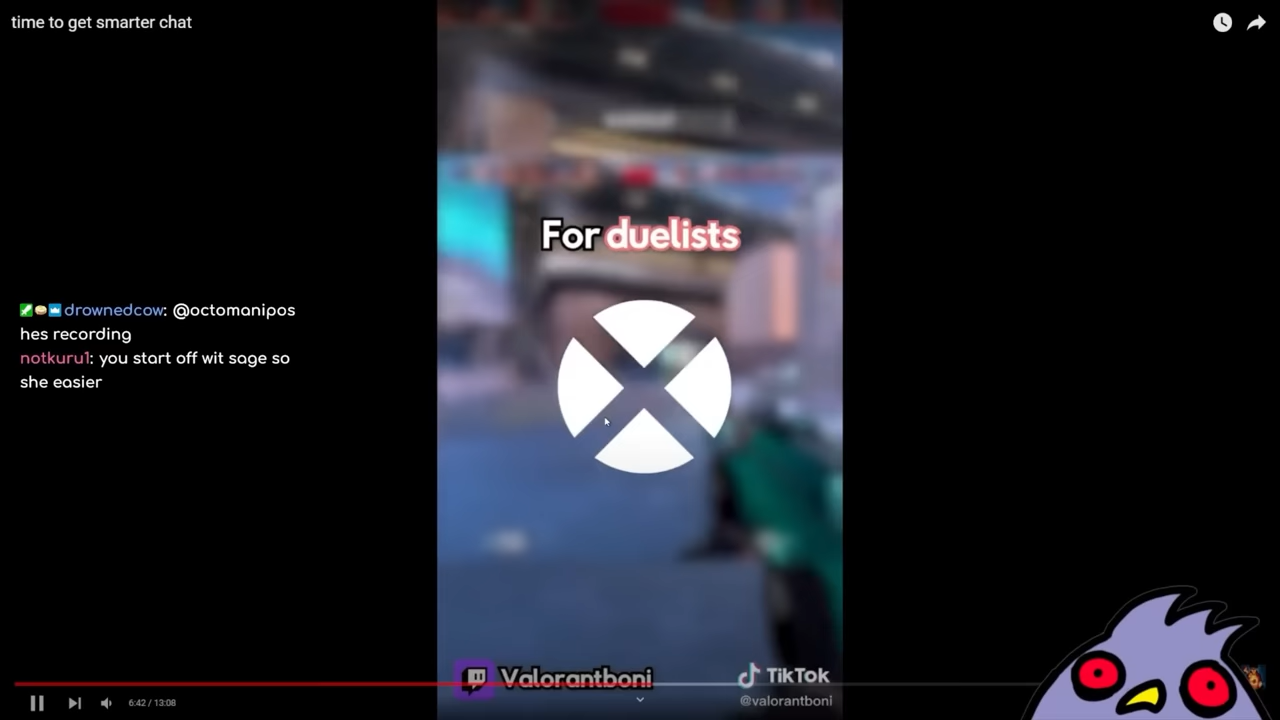 time to get smarter chat
For duelists
drownedcow: @octomanipos
hes recording
notkuru1: you start off wit sage so
she easier
Valorantboni
TikTok
@valorantboni
6:42 / 13:08